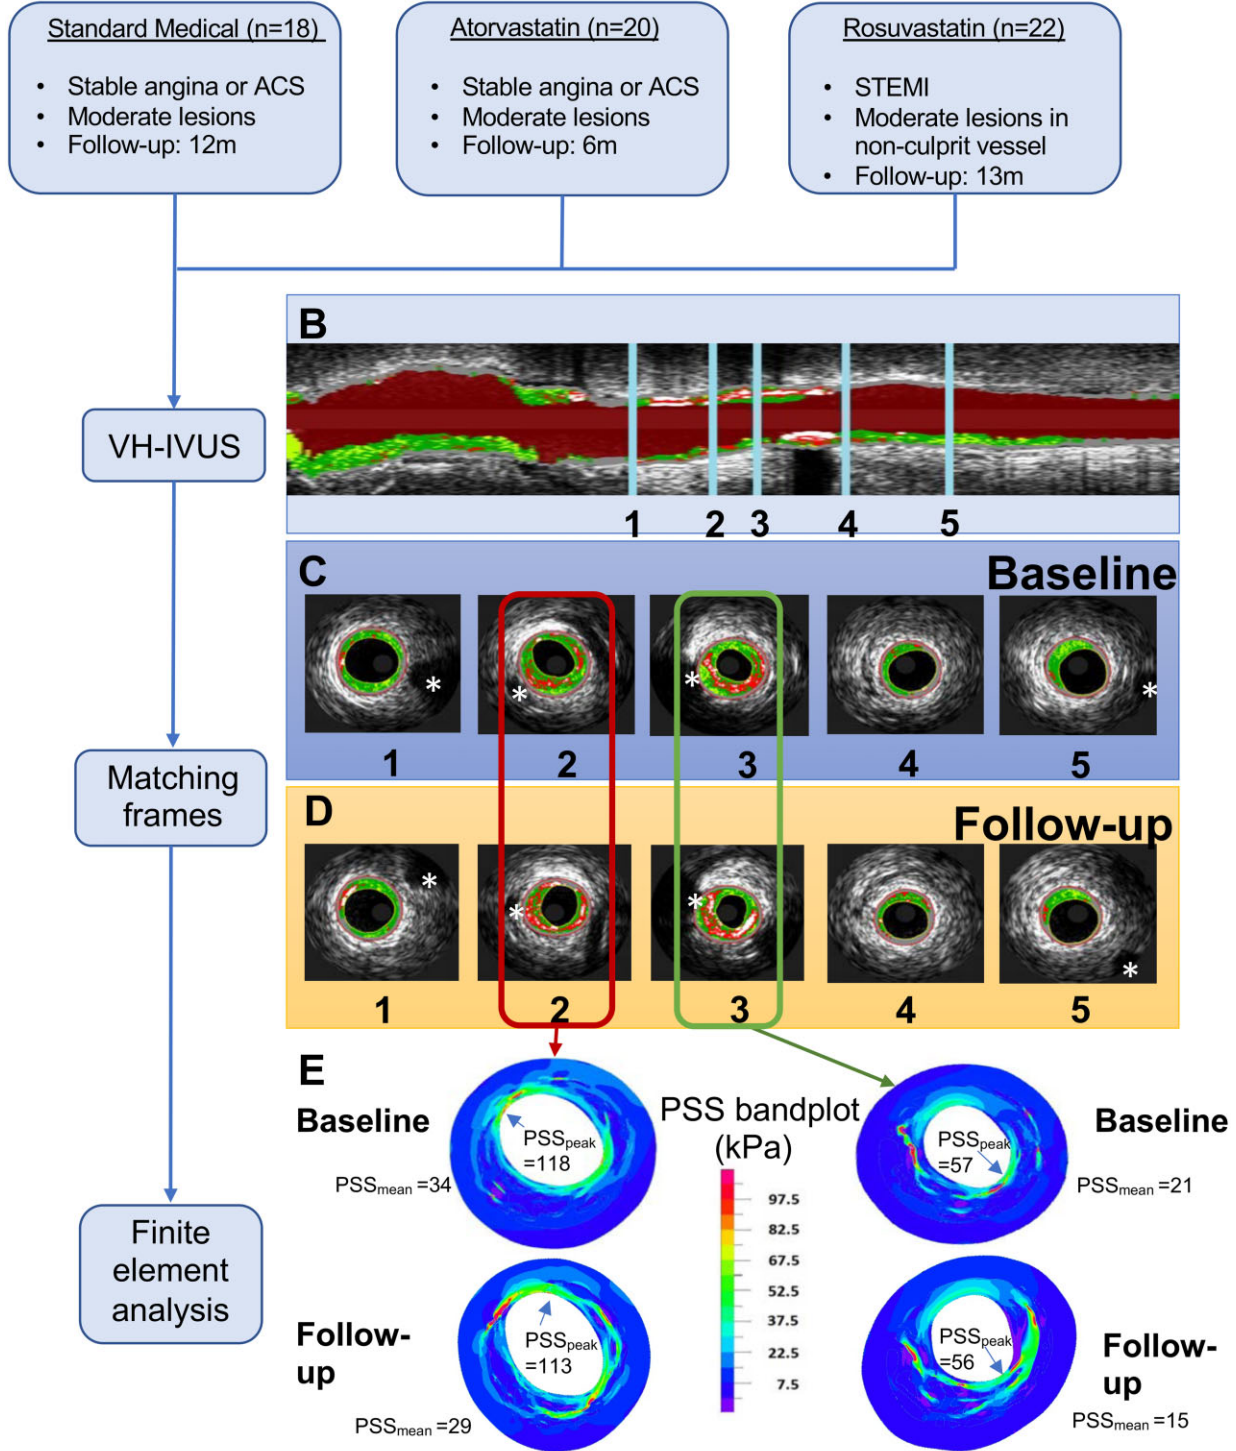 Standard Medical (n=18)
• Stable angina or ACS
• Moderate lesions
• Follow-up: 12m
Atorvastatin (n=20)
• Stable angina or ACS
• Moderate lesions
• Follow-up: 6m
Rosuvastatin (n=22)
• STEMI
• Moderate lesions in
non-culprit vessel
• Follow-up: 13m
B
VH-IVUS
1 2 3 4 5
C
Baseline
* * * *
1 2 3 4 5
Matching
frames
D
Follow-up
* * * *
1 2 3 4 5
E
Baseline
PSSpeak
=118
PSSmean =34
PSS bandplot
(kPa)
97.5
82.5
67.5
52.5
37.5
22.5
7.5
Baseline
PSSpeak
=57
PSSmean =21
Finite
element
analysis
Follow-
up
PSSpeak
=113
PSSmean =29
PSSpeak
=56
Follow-
up
PSSmean =15